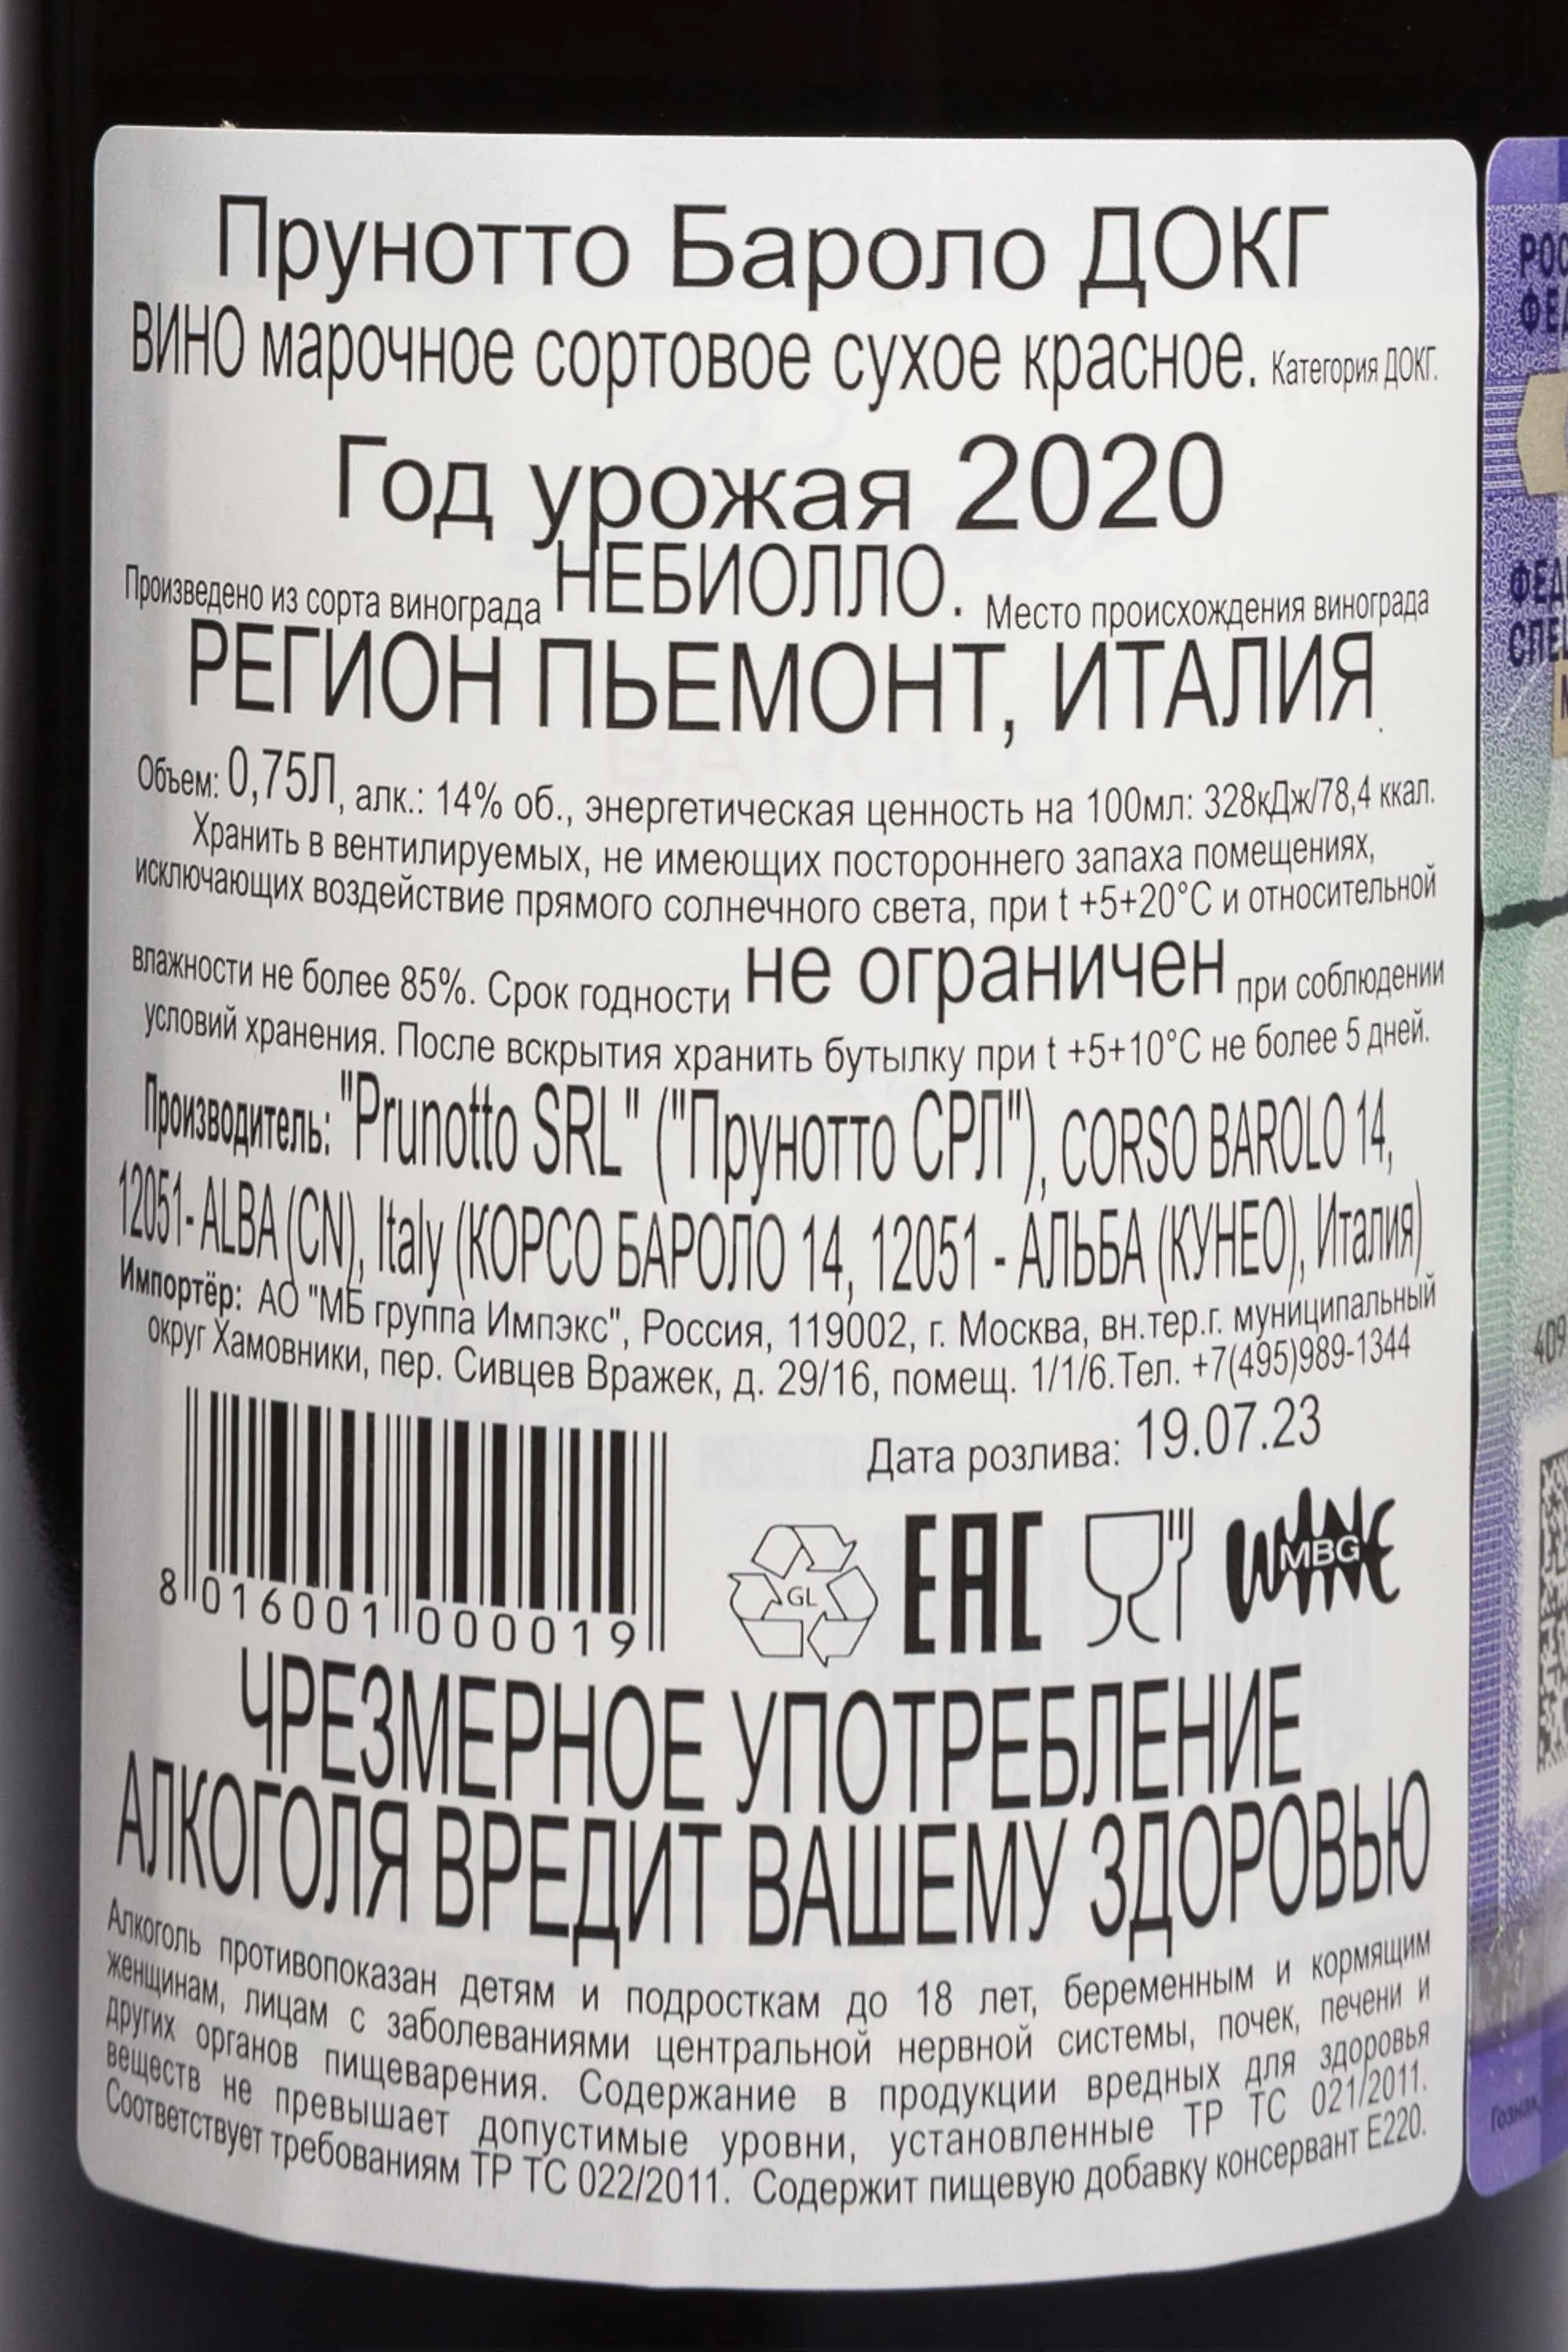 Прунотто Бароло ДОКГ
ВИНО марочное сортовое сухое красное. Категория ДОКГ.
Год урожая 2020
Произведено из сорта винограда НЕБИОЛЛО. Место происхождения винограда
РЕГИОН ПЬЕМОНТ, ИТАЛИЯ.
Объем: 0,75Л, алк.: 14% об., энергетическая ценность на 100мл: 328кДж/78,4 ккал.
Хранить в вентилируемых, не имеющих постороннего запаха помещениях,
исключающих воздействие прямого солнечного света, при t +5+20°C и относительной
влажности не более 85%. Срок годности не ограничен при соблюдении
условий хранения. После вскрытия хранить бутылку при t +5+10°C не более 5 дней.
Производитель: "Prunotto SRL" ("Прунотто СРЛ"), CORSO BAROLO 14,
12051- ALBA (CN), Italy (КОРСО БАРОЛО 14, 12051 - АЛЬБА (КУНЕО), Италия)
Импортёр: АО "МБ группа Импэкс", Россия, 119002, г. Москва, вн.тер.г. муниципальный
округ Хамовники, пер. Сивцев Вражек, д. 29/16, помещ. 1/1/6.Тел. +7(495)989-1344
Дата розлива: 19.07.23
8 016001 000019
GL
EAC
WINE
MBG
ЧРЕЗМЕРНОЕ УПОТРЕБЛЕНИЕ
АЛКОГОЛЯ ВРЕДИТ ВАШЕМУ ЗДОРОВЬЮ
Алкоголь противопоказан детям и подросткам до 18 лет, беременным и кормящим
женщинам, лицам с заболеваниями центральной нервной системы, почек, печени и
других органов пищеварения. Содержание в продукции вредных для здоровья
веществ не превышает допустимые уровни, установленные ТР ТС 021/2011.
Соответствует требованиям ТР ТС 022/2011. Содержит пищевую добавку консервант Е220.
РОС
ФЕД
ФЕД
СПЕЦ
409
Гознак